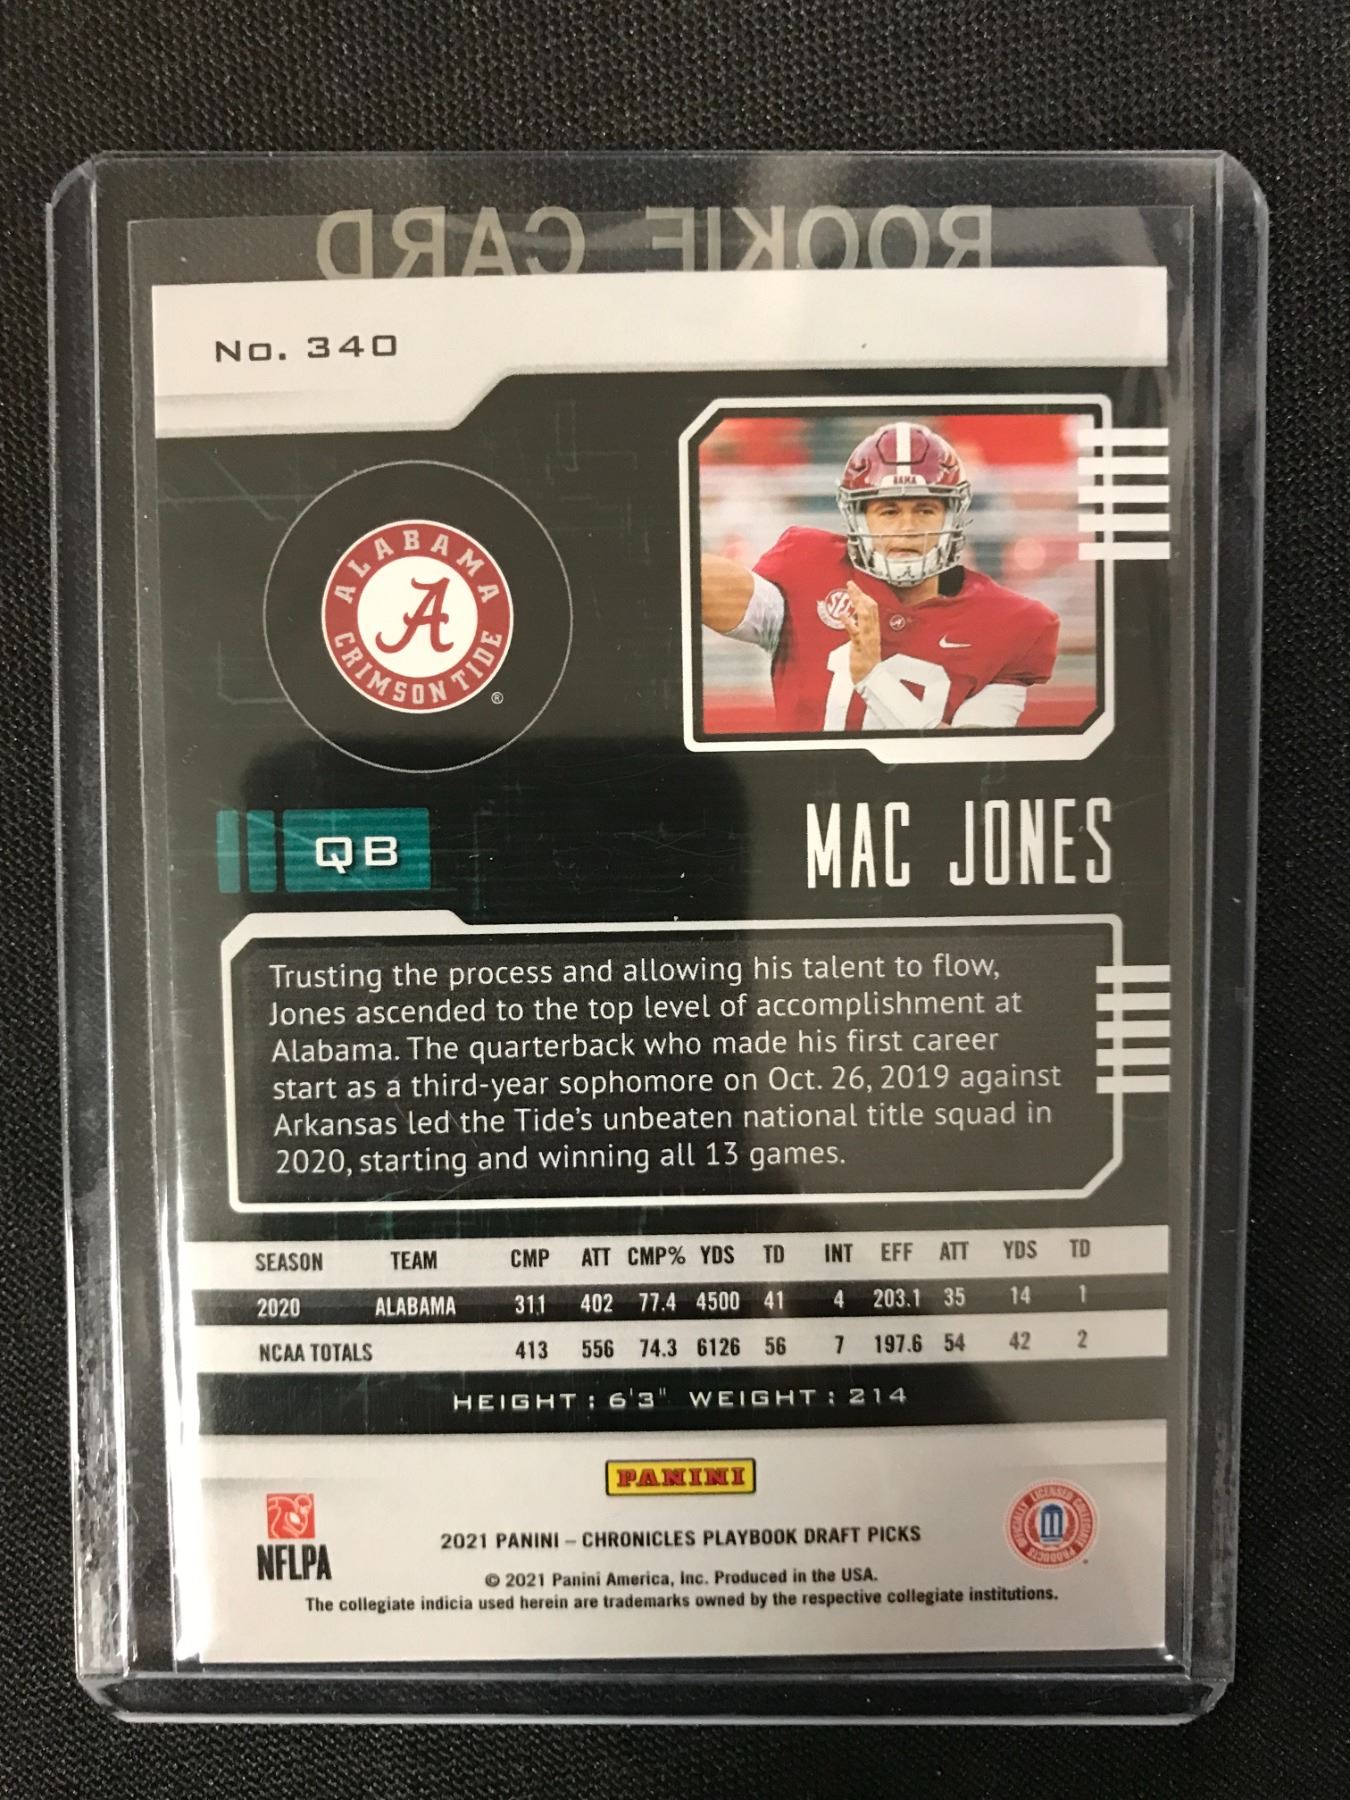 ROOKIE CARD
No. 340
ALABAMA
A
CRIMSON TIDE
®
BAMA
SEC
10
QB
MAC JONES
Trusting the process and allowing his talent to flow,
Jones ascended to the top level of accomplishment at
Alabama. The quarterback who made his first career
start as a third-year sophomore on Oct. 26, 2019 against
Arkansas led the Tide's unbeaten national title squad in
2020, starting and winning all 13 games.
SEASON TEAM CMP ATT CMP% YDS TD INT EFF ATT YDS TD
2020 ALABAMA 311 402 77.4 4500 41 4 203.1 35 14 1
NCAA TOTALS 413 556 74.3 6126 56 7 197.6 54 42 2
HEIGHT : 6'3" WEIGHT : 214
PANINI
NFLPA
OFFICIALLY LICENSED COLLEGIATE PRODUCTS
2021 PANINI – CHRONICLES PLAYBOOK DRAFT PICKS
© 2021 Panini America, Inc. Produced in the USA.
The collegiate indicia used herein are trademarks owned by the respective collegiate institutions.